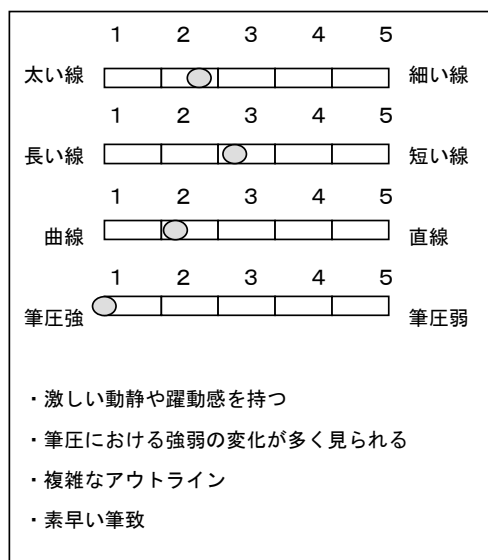 1 2 3 4 5
太い線 細い線
1 2 3 4 5
長い線 短い線
1 2 3 4 5
曲線 直線
1 2 3 4 5
筆圧強 筆圧弱
・激しい動静や躍動感を持つ
・筆圧における強弱の変化が多く見られる
・複雑なアウトライン
・素早い筆致